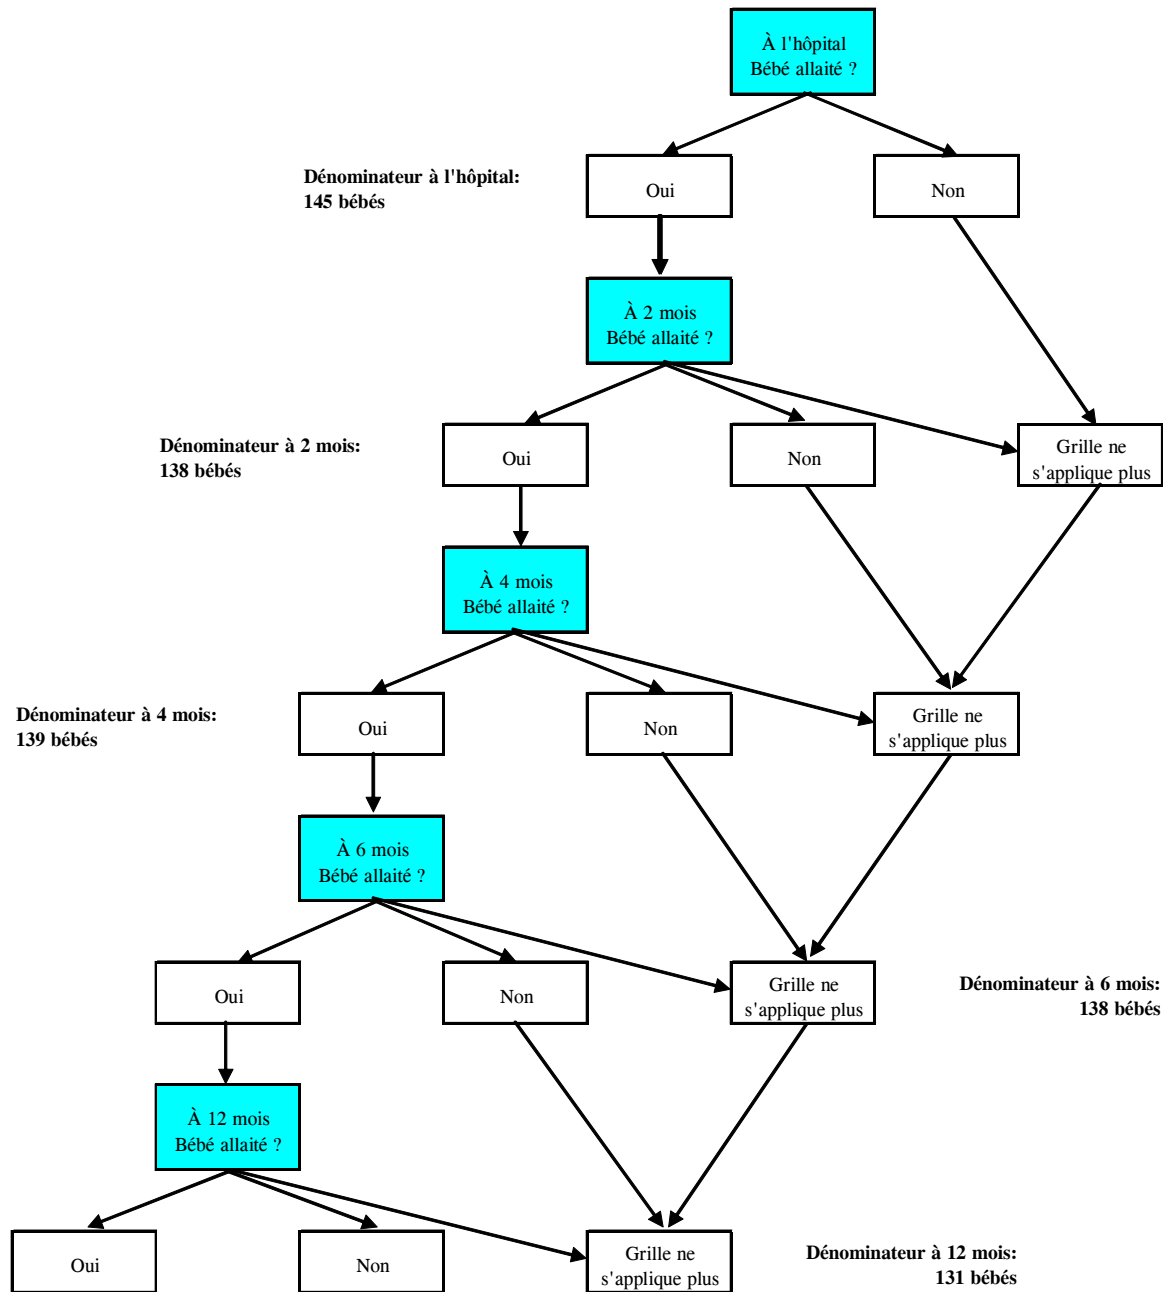 À l'hôpital
Bébé allaité ?
Dénominateur à l'hôpital:
145 bébés
Oui
Non
À 2 mois
Bébé allaité ?
Dénominateur à 2 mois:
138 bébés
Oui
Non
Grille ne
s'applique plus
À 4 mois
Bébé allaité ?
Dénominateur à 4 mois:
139 bébés
Oui
Non
Grille ne
s'applique plus
À 6 mois
Bébé allaité ?
Oui
Non
Grille ne
s'applique plus
Dénominateur à 6 mois:
138 bébés
À 12 mois
Bébé allaité ?
Oui
Non
Grille ne
s'applique plus
Dénominateur à 12 mois:
131 bébés